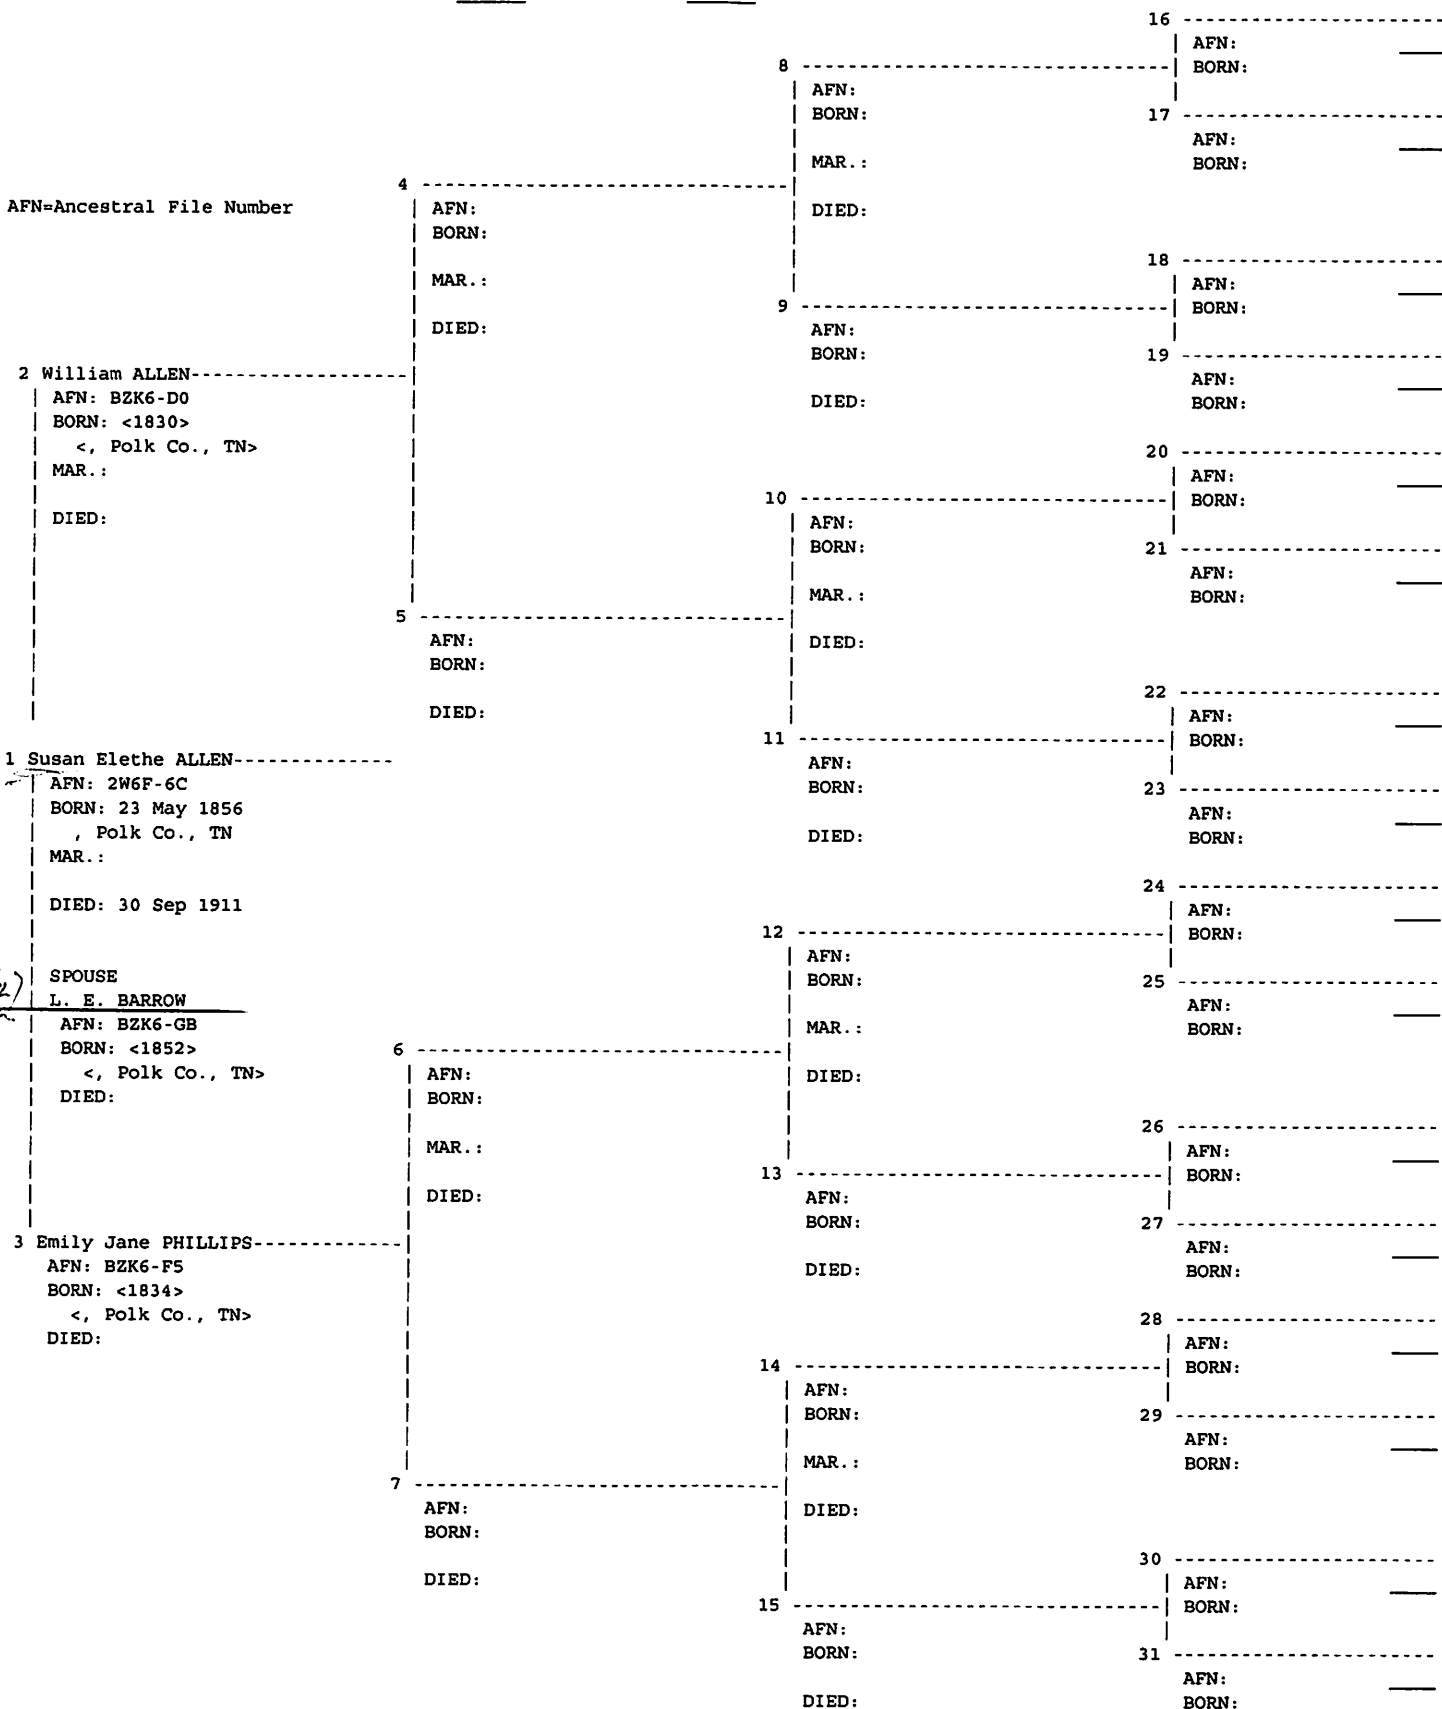 AFN=Ancestral File Number
2 William ALLEN
AFN: BZK6-D0
BORN: <1830>
<, Polk Co., TN>
MAR.:
DIED:
1 Susan Elethe ALLEN
AFN: 2W6F-6C
BORN: 23 May 1856
, Polk Co., TN
MAR.:
DIED: 30 Sep 1911
SPOUSE
L. E. BARROW
AFN: BZK6-GB
BORN: <1852>
<, Polk Co., TN>
DIED:
3 Emily Jane PHILLIPS
AFN: BZK6-F5
BORN: <1834>
<, Polk Co., TN>
DIED:
4
AFN:
BORN:
MAR.:
DIED:
5
AFN:
BORN:
DIED:
6
AFN:
BORN:
MAR.:
DIED:
7
AFN:
BORN:
DIED:
8
AFN:
BORN:
MAR.:
DIED:
9
AFN:
BORN:
DIED:
10
AFN:
BORN:
MAR.:
DIED:
11
AFN:
BORN:
DIED:
12
AFN:
BORN:
MAR.:
DIED:
13
AFN:
BORN:
DIED:
14
AFN:
BORN:
MAR.:
DIED:
15
AFN:
BORN:
DIED:
16
AFN:
BORN:
17
AFN:
BORN:
18
AFN:
BORN:
19
AFN:
BORN:
20
AFN:
BORN:
21
AFN:
BORN:
22
AFN:
BORN:
23
AFN:
BORN:
24
AFN:
BORN:
25
AFN:
BORN:
26
AFN:
BORN:
27
AFN:
BORN:
28
AFN:
BORN:
29
AFN:
BORN:
30
AFN:
BORN:
31
AFN:
BORN: